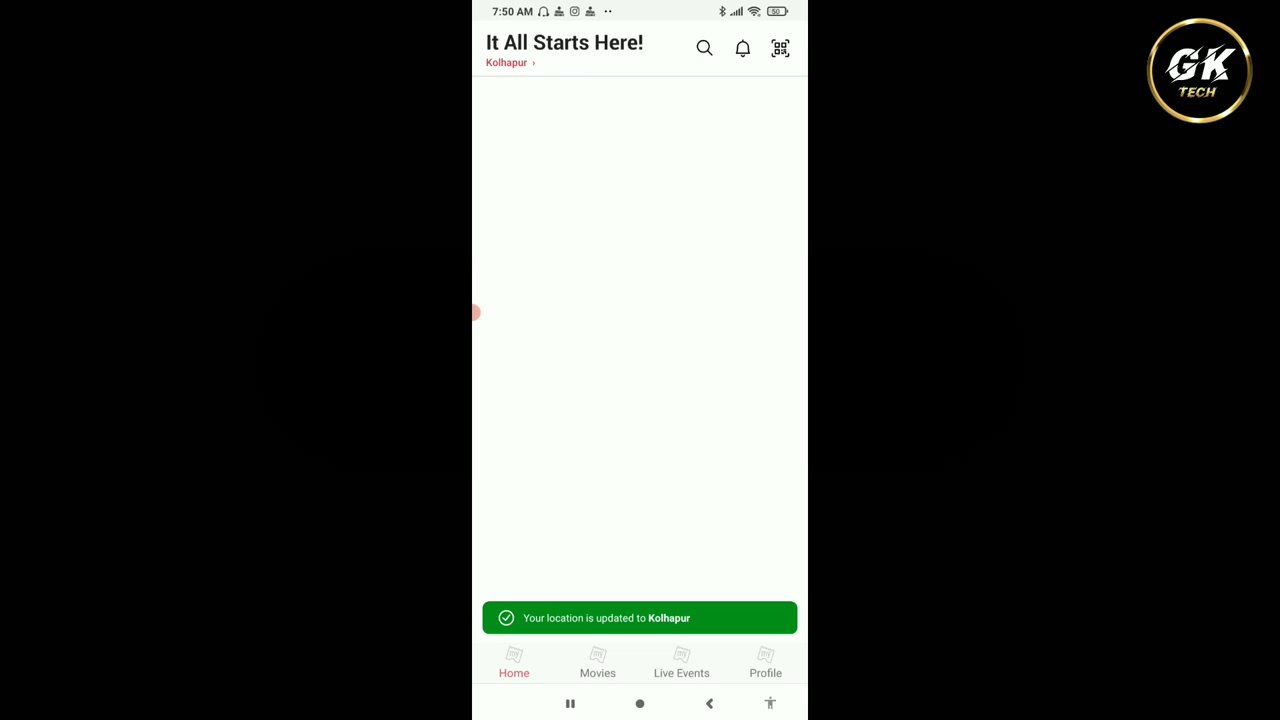 7:50 AM
50
It All Starts Here!
Kolhapur ›
GK
TECH
Your location is updated to Kolhapur
Home
Movies
Live Events
Profile